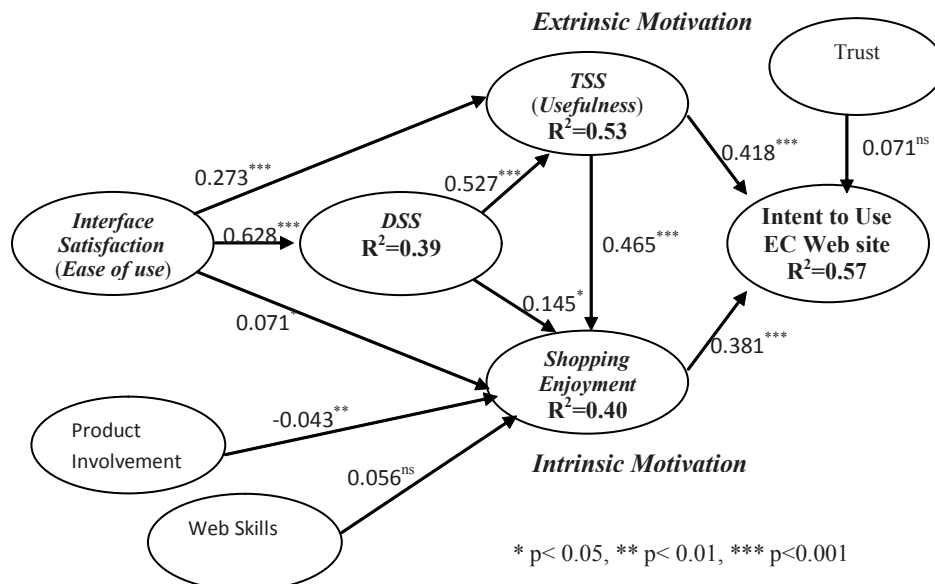 Extrinsic Motivation
Trust
TSS
(Usefulness)
R²=0.53
0.273***
0.527***
0.418***
0.071ns
Interface
Satisfaction
(Ease of use)
0.628***
DSS
R²=0.39
0.465***
Intent to Use
EC Web site
R²=0.57
0.071
0.145*
0.381***
Shopping
Enjoyment
R²=0.40
Product
Involvement
-0.043**
Intrinsic Motivation
0.056ns
Web Skills
* p< 0.05, ** p< 0.01, *** p<0.001